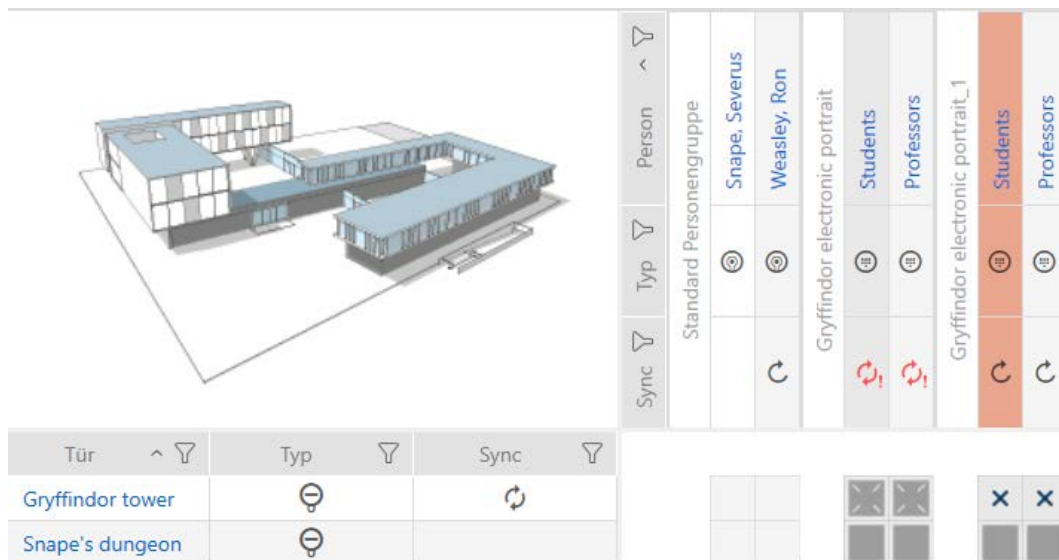 Person
Typ
Sync
Standard Personengruppe
Snape, Severus
Weasley, Ron
Gryffindor electronic portrait
Students
Professors
Gryffindor electronic portrait_1
Students
Professors
Tür
Typ
Sync
Gryffindor tower
Snape's dungeon